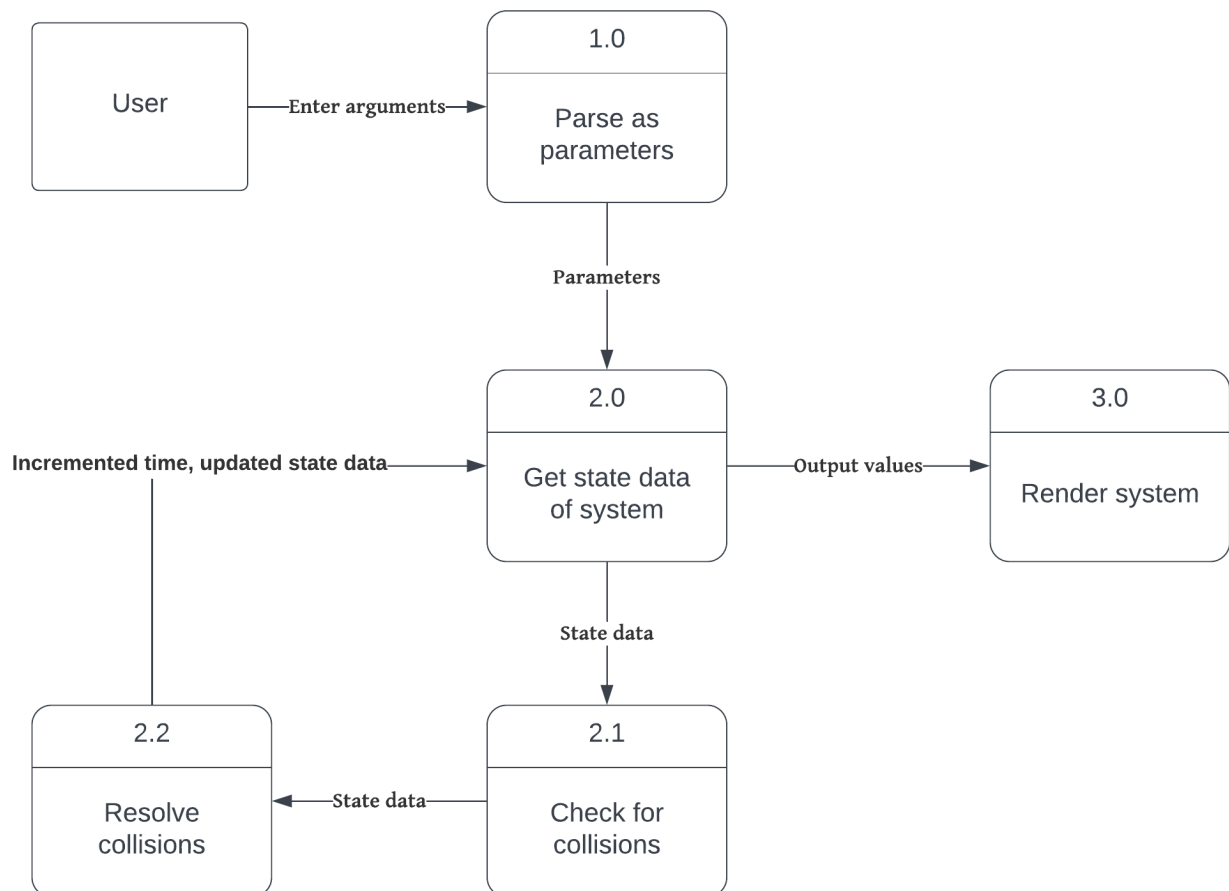 1.0
User
Enter arguments
Parse as
parameters
Parameters
2.0
3.0
Incremented time, updated state data
Get state data
of system
Output values
Render system
State data
2.2
2.1
Resolve
collisions
State data
Check for
collisions